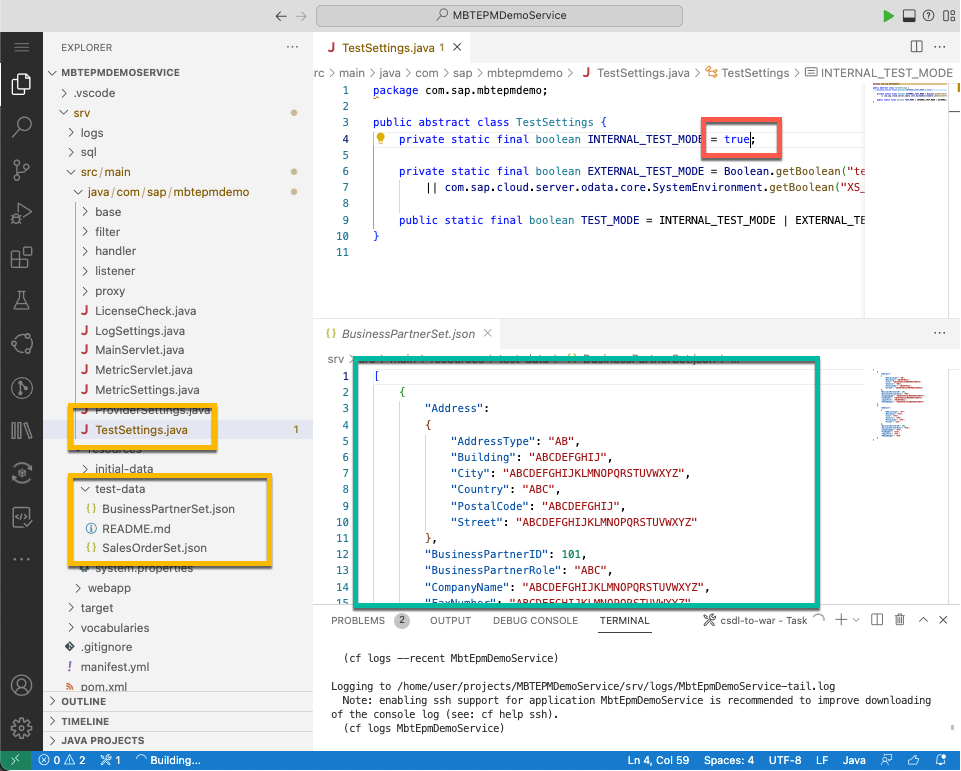 MBTEPMDemoService
EXPLORER
MBTEPMDEMOSERVICE
.vscode
srv
logs
sql
src/main
java/com/sap/mbtepmdemo
base
filter
handler
listener
proxy
LicenseCheck.java
LogSettings.java
MainServlet.java
MetricServlet.java
MetricSettings.java
ProviderSettings.java
TestSettings.java 1
resources
initial-data
test-data
{} BusinessPartnerSet.json
README.md
{} SalesOrderSet.json
system.properties
webapp
target
vocabularies
.gitignore
! manifest.yml
pom.xml
OUTLINE
TIMELINE
JAVA PROJECTS
J TestSettings.java 1
rc > main > java > com > sap > mbtepmdemo > J TestSettings.java > TestSettings > INTERNAL_TEST_MODE
1 package com.sap.mbtepmdemo;
2
3 public abstract class TestSettings {
4 private static final boolean INTERNAL_TEST_MODE = true;
5
6 private static final boolean EXTERNAL_TEST_MODE = Boolean.getBoolean("te
7 || com.sap.cloud.server.odata.core.SystemEnvironment.getBoolean("XS_
8
9 public static final boolean TEST_MODE = INTERNAL_TEST_MODE | EXTERNAL_TE
10 }
11
{} BusinessPartnerSet.json
srv > src > main > resources > test-data > {} BusinessPartnerSet.json > ...
1 [
2 {
3 "Address":
4 {
5 "AddressType": "AB",
6 "Building": "ABCDEFGHIJ",
7 "City": "ABCDEFGHIJKLMNOPQRSTUVWXYZ",
8 "Country": "ABC",
9 "PostalCode": "ABCDEFGHIJ",
10 "Street": "ABCDEFGHIJKLMNOPQRSTUVWXYZ"
11 },
12 "BusinessPartnerID": 101,
13 "BusinessPartnerRole": "ABC",
14 "CompanyName": "ABCDEFGHIJKLMNOPQRSTUVWXYZ",
15 "FaxNumber": "ABCDEFGHIJKLMNOPQRSTUVWXYZ"
PROBLEMS 2 OUTPUT DEBUG CONSOLE TERMINAL csdl-to-war - Task
(cf logs --recent MbtEpmDemoService)
Logging to /home/user/projects/MBTEPMDemoService/srv/logs/MbtEpmDemoService-tail.log
Note: enabling ssh support for application MbtEpmDemoService is recommended to improve downloading
of the console log (see: cf help ssh).
(cf logs MbtEpmDemoService)
0 2 1 Building... Ln 4, Col 59 Spaces: 4 UTF-8 LF Java